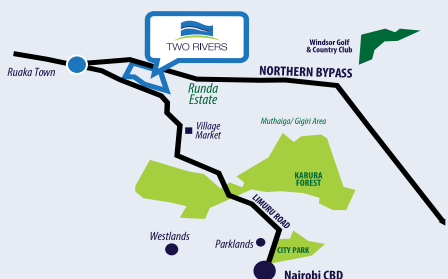 Windsor Golf
& Country Club
TWO RIVERS
Ruaka Town
NORTHERN BYPASS
Runda
Estate
Village
Market
Muthaiga/ Gigiri Area
KARURA
FOREST
LIMURU ROAD
Westlands
Parklands
CITY PARK
Nairobi CBD